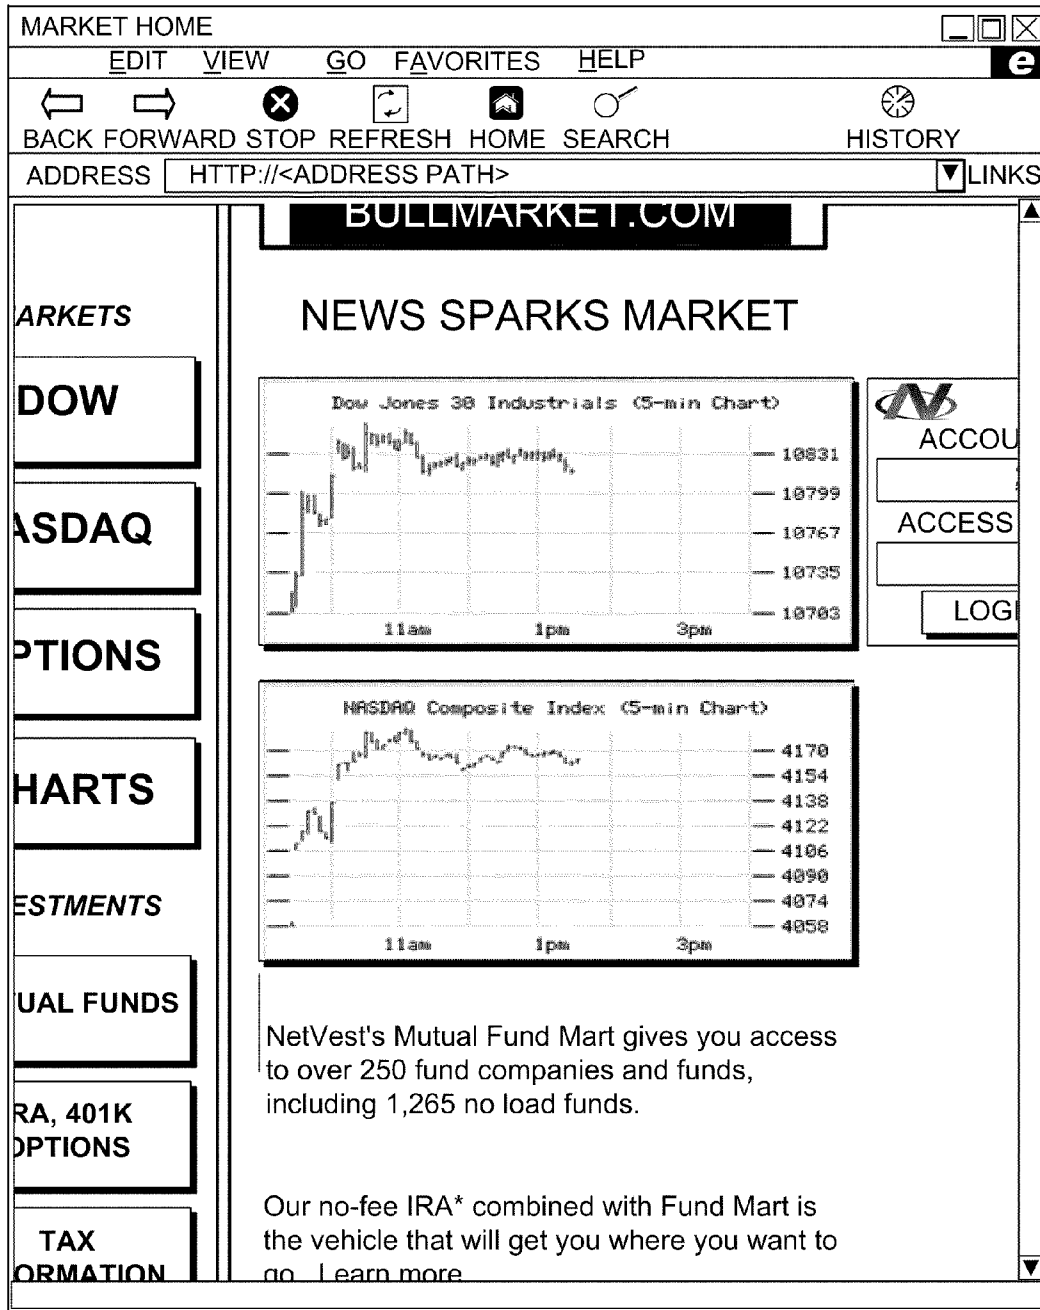 MARKET HOME
EDIT VIEW GO FAVORITES HELP
e
BACK FORWARD STOP REFRESH HOME SEARCH HISTORY
ADDRESS HTTP://<ADDRESS PATH> LINKS
BULLMARKET.COM
ARKETS
DOW
ASDAQ
PTIONS
HARTS
ESTMENTS
UAL FUNDS
RA, 401K
OPTIONS
TAX
ORMATION
NEWS SPARKS MARKET
Dow Jones 30 Industrials (5-min Chart)
10831
10799
10767
10735
10703
11am 1pm 3pm
NASDAQ Composite Index (5-min Chart)
4170
4154
4138
4122
4106
4090
4074
4058
11am 1pm 3pm
NetVest's Mutual Fund Mart gives you access
to over 250 fund companies and funds,
including 1,265 no load funds.
Our no-fee IRA* combined with Fund Mart is
the vehicle that will get you where you want to
go. Learn more
N
ACCOU
ACCESS
LOG